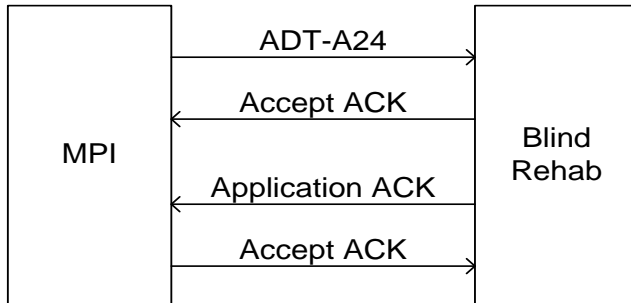 ADT-A24
Accept ACK
MPI
Blind
Rehab
Application ACK
Accept ACK